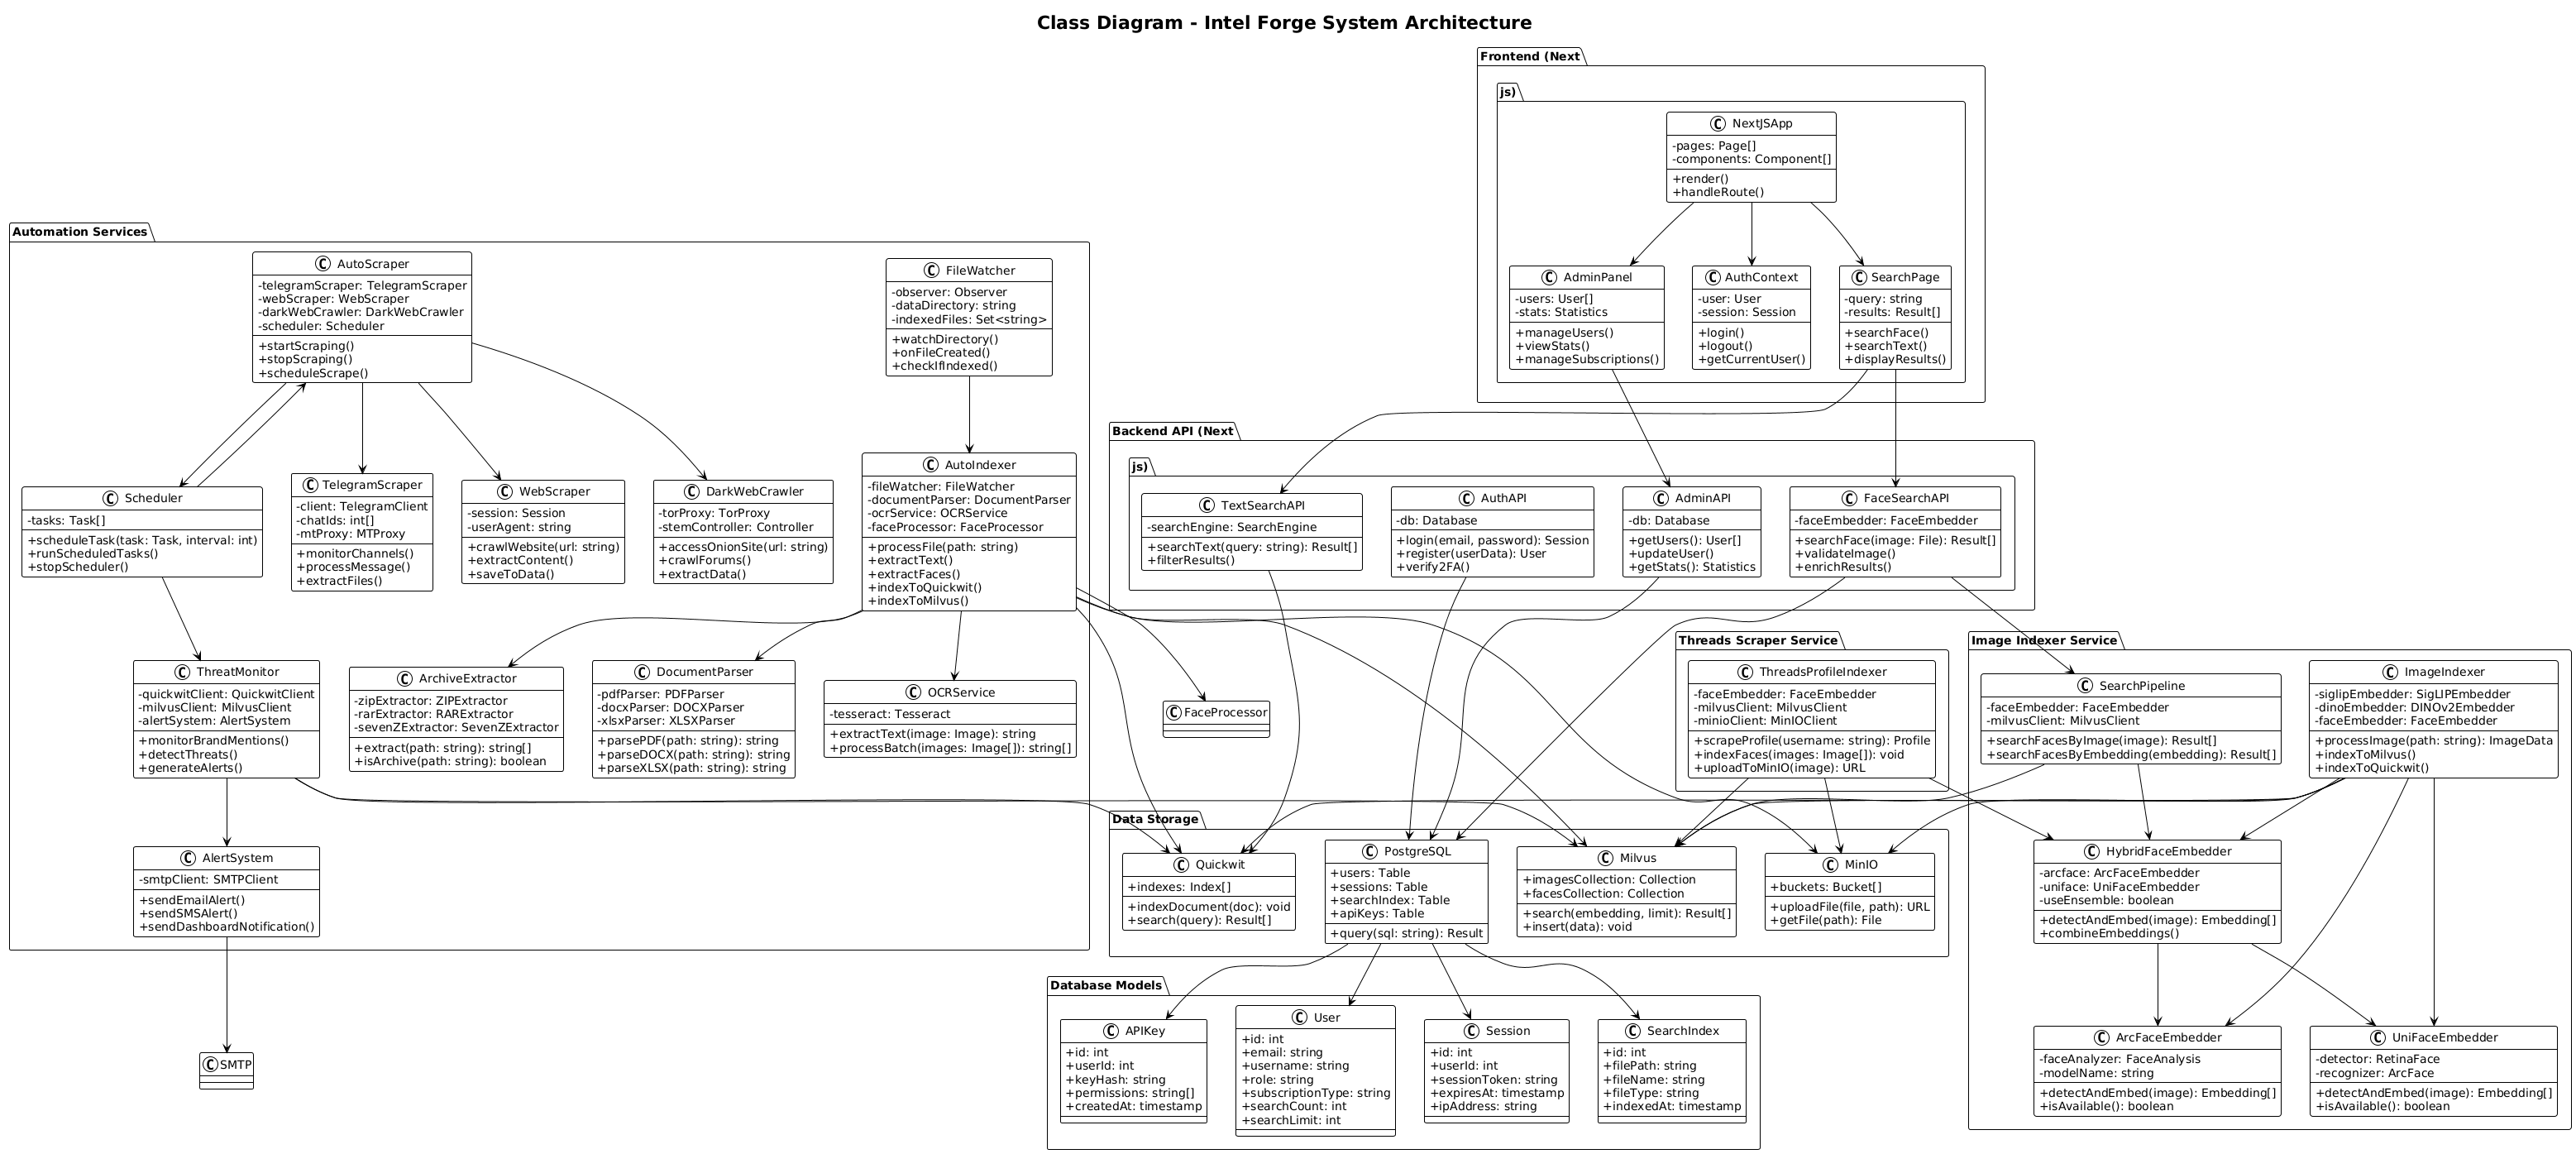 Class Diagram - Intel Forge System Architecture
Frontend (Next
js)
C NextJSApp
-pages: Page[]
-components: Component[]
+render()
+handleRoute()
C AdminPanel
-users: User[]
-stats: Statistics
+manageUsers()
+viewStats()
+manageSubscriptions()
C AuthContext
-user: User
-session: Session
+login()
+logout()
+getCurrentUser()
C SearchPage
-query: string
-results: Result[]
+searchFace()
+searchText()
+displayResults()
Automation Services
C AutoScraper
-telegramScraper: TelegramScraper
-webScraper: WebScraper
-darkWebCrawler: DarkWebCrawler
-scheduler: Scheduler
+startScraping()
+stopScraping()
+scheduleScrape()
C FileWatcher
-observer: Observer
-dataDirectory: string
-indexedFiles: Set<string>
+watchDirectory()
+onFileCreated()
+checkIfIndexed()
C Scheduler
-tasks: Task[]
+scheduleTask(task: Task, interval: int)
+runScheduledTasks()
+stopScheduler()
C TelegramScraper
-client: TelegramClient
-chatIds: int[]
-mtProxy: MTProxy
+monitorChannels()
+processMessage()
+extractFiles()
C WebScraper
-session: Session
-userAgent: string
+crawlWebsite(url: string)
+extractContent()
+saveToData()
C DarkWebCrawler
-torProxy: TorProxy
-stemController: Controller
+accessOnionSite(url: string)
+crawlForums()
+extractData()
C AutoIndexer
-fileWatcher: FileWatcher
-documentParser: DocumentParser
-ocrService: OCRService
-faceProcessor: FaceProcessor
+processFile(path: string)
+extractText()
+extractFaces()
+indexToQuickwit()
+indexToMilvus()
C ThreatMonitor
-quickwitClient: QuickwitClient
-milvusClient: MilvusClient
-alertSystem: AlertSystem
+monitorBrandMentions()
+detectThreats()
+generateAlerts()
C ArchiveExtractor
-zipExtractor: ZIPExtractor
-rarExtractor: RARExtractor
-sevenZExtractor: SevenZExtractor
+extract(path: string): string[]
+isArchive(path: string): boolean
C DocumentParser
-pdfParser: PDFParser
-docxParser: DOCXParser
-xlsxParser: XLSXParser
+parsePDF(path: string): string
+parseDOCX(path: string): string
+parseXLSX(path: string): string
C OCRService
-tesseract: Tesseract
+extractText(image: Image): string
+processBatch(images: Image[]): string[]
C AlertSystem
-smtpClient: SMTPClient
+sendEmailAlert()
+sendSMSAlert()
+sendDashboardNotification()
C SMTP
Backend API (Next
js)
C TextSearchAPI
-searchEngine: SearchEngine
+searchText(query: string): Result[]
+filterResults()
C AuthAPI
-db: Database
+login(email, password): Session
+register(userData): User
+verify2FA()
C AdminAPI
-db: Database
+getUsers(): User[]
+updateUser()
+getStats(): Statistics
C FaceSearchAPI
-faceEmbedder: FaceEmbedder
+searchFace(image: File): Result[]
+validateImage()
+enrichResults()
C FaceProcessor
Threads Scraper Service
C ThreadsProfileIndexer
-faceEmbedder: FaceEmbedder
-milvusClient: MilvusClient
-minioClient: MinIOClient
+scrapeProfile(username: string): Profile
+indexFaces(images: Image[]): void
+uploadToMinIO(image): URL
Image Indexer Service
C SearchPipeline
-faceEmbedder: FaceEmbedder
-milvusClient: MilvusClient
+searchFacesByImage(image): Result[]
+searchFacesByEmbedding(embedding): Result[]
C ImageIndexer
-siglipEmbedder: SigLIPEmbedder
-dinoEmbedder: DINOv2Embedder
-faceEmbedder: FaceEmbedder
+processImage(path: string): ImageData
+indexToMilvus()
+indexToQuickwit()
C HybridFaceEmbedder
-arcface: ArcFaceEmbedder
-uniface: UniFaceEmbedder
-useEnsemble: boolean
+detectAndEmbed(image): Embedding[]
+combineEmbeddings()
C ArcFaceEmbedder
-faceAnalyzer: FaceAnalysis
-modelName: string
+detectAndEmbed(image): Embedding[]
+isAvailable(): boolean
C UniFaceEmbedder
-detector: RetinaFace
-recognizer: ArcFace
+detectAndEmbed(image): Embedding[]
+isAvailable(): boolean
Data Storage
C Quickwit
+indexes: Index[]
+indexDocument(doc): void
+search(query): Result[]
C PostgreSQL
+users: Table
+sessions: Table
+searchIndex: Table
+apiKeys: Table
+query(sql: string): Result
C Milvus
+imagesCollection: Collection
+facesCollection: Collection
+search(embedding, limit): Result[]
+insert(data): void
C MinIO
+buckets: Bucket[]
+uploadFile(file, path): URL
+getFile(path): File
Database Models
C APIKey
+id: int
+userId: int
+keyHash: string
+permissions: string[]
+createdAt: timestamp
C User
+id: int
+email: string
+username: string
+role: string
+subscriptionType: string
+searchCount: int
+searchLimit: int
C Session
+id: int
+userId: int
+sessionToken: string
+expiresAt: timestamp
+ipAddress: string
C SearchIndex
+id: int
+filePath: string
+fileName: string
+fileType: string
+indexedAt: timestamp